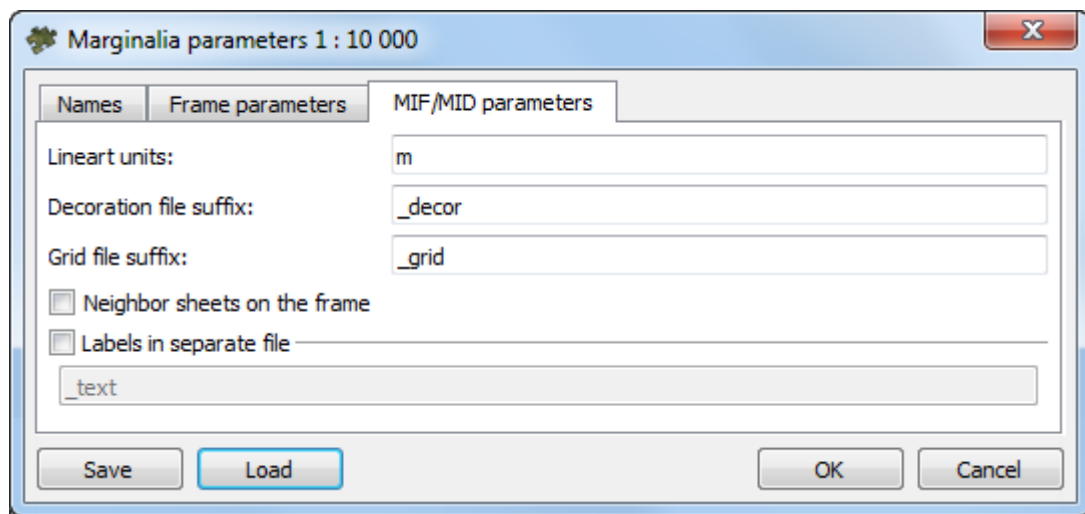 Marginalia parameters 1 : 10 000
Names Frame parameters MIF/MID parameters
Lineart units: m
Decoration file suffix: _decor
Grid file suffix: _grid
Neighbor sheets on the frame
Labels in separate file
_text
Save Load OK Cancel